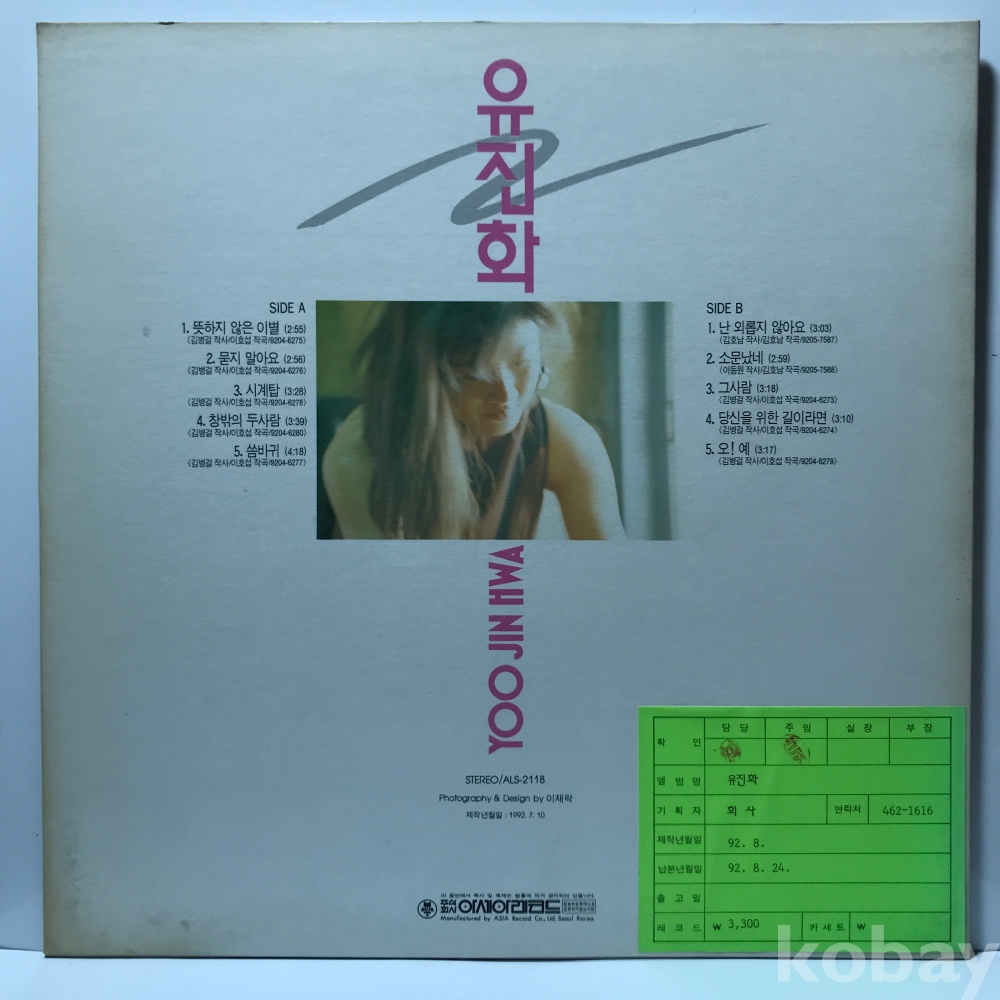 유진화
SIDE A
1. 뜻하지 않은 이별 (2:55)
〈김병걸 작사/이호섭 작곡/9204-6275〉
2. 묻지 말아요 (2:56)
〈김병걸 작사/이호섭 작곡/9204-6276〉
3. 시계탑 (3:28)
〈김병걸 작사/이호섭 작곡/9204-6278〉
4. 창밖의 두사람 (3:39)
〈김병걸 작사/이호섭 작곡/9204-6280〉
5. 씀바귀 (4:18)
〈김병걸 작사/이호섭 작곡/9204-6277〉
SIDE B
1. 난 외롭지 않아요 (3:03)
〈김호남 작사/김호남 작곡/9205-7587〉
2. 소문났네 (2:59)
〈이동원 작사/김호남 작곡/9205-7588〉
3. 그사람 (3:18)
〈김병걸 작사/이호섭 작곡/9204-6273〉
4. 당신을 위한 길이라면 (3:10)
〈김병걸 작사/이호섭 작곡/9204-6274〉
5. 오! 예 (3:17)
〈김병걸 작사/이호섭 작곡/9204-6279〉
YOO JIN HWA
STEREO/ALS-2118
Photography & Design by 이재락
제작년월일 : 1992. 7. 10
주식회사 아세아레코드
Manufactured by ASIA Record Co., Ltd. Seoul Korea.
확 인 담 당 주 임 실 장 부 장
앨 범 명 유진화
기 획 자 회 사 연락처 462-1616
제작년월일 92. 8.
납본년월일 92. 8. 24.
출 고 일
레 코 드 ₩ 3,300 카 세 트 ₩
kobay